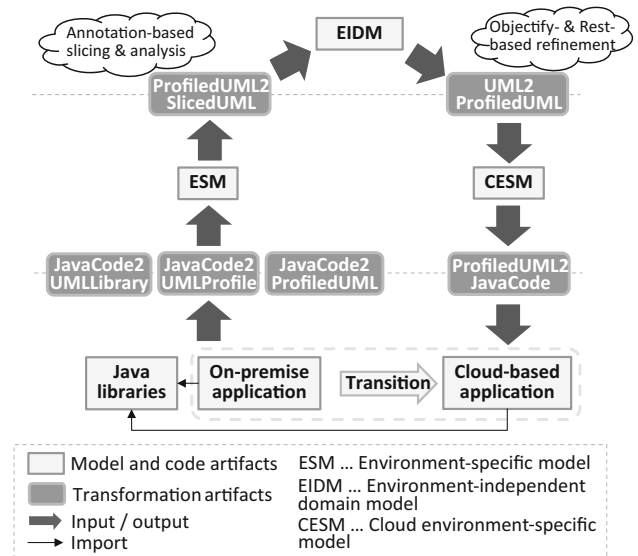 Annotation-based
slicing & analysis
EIDM
Objectify- & Rest-
based refinement
ProfiledUML2
SlicedUML
UML2
ProfiledUML
ESM
CESM
JavaCode2
UMLLibrary
JavaCode2
UMLProfile
JavaCode2
ProfiledUML
ProfiledUML2
JavaCode
Java
libraries
On-premise
application
Transition
Cloud-based
application
Model and code artifacts
Transformation artifacts
Input / output
Import
ESM ... Environment-specific model
EIDM ... Environment-independent
domain model
CESM ... Cloud environment-specific
model